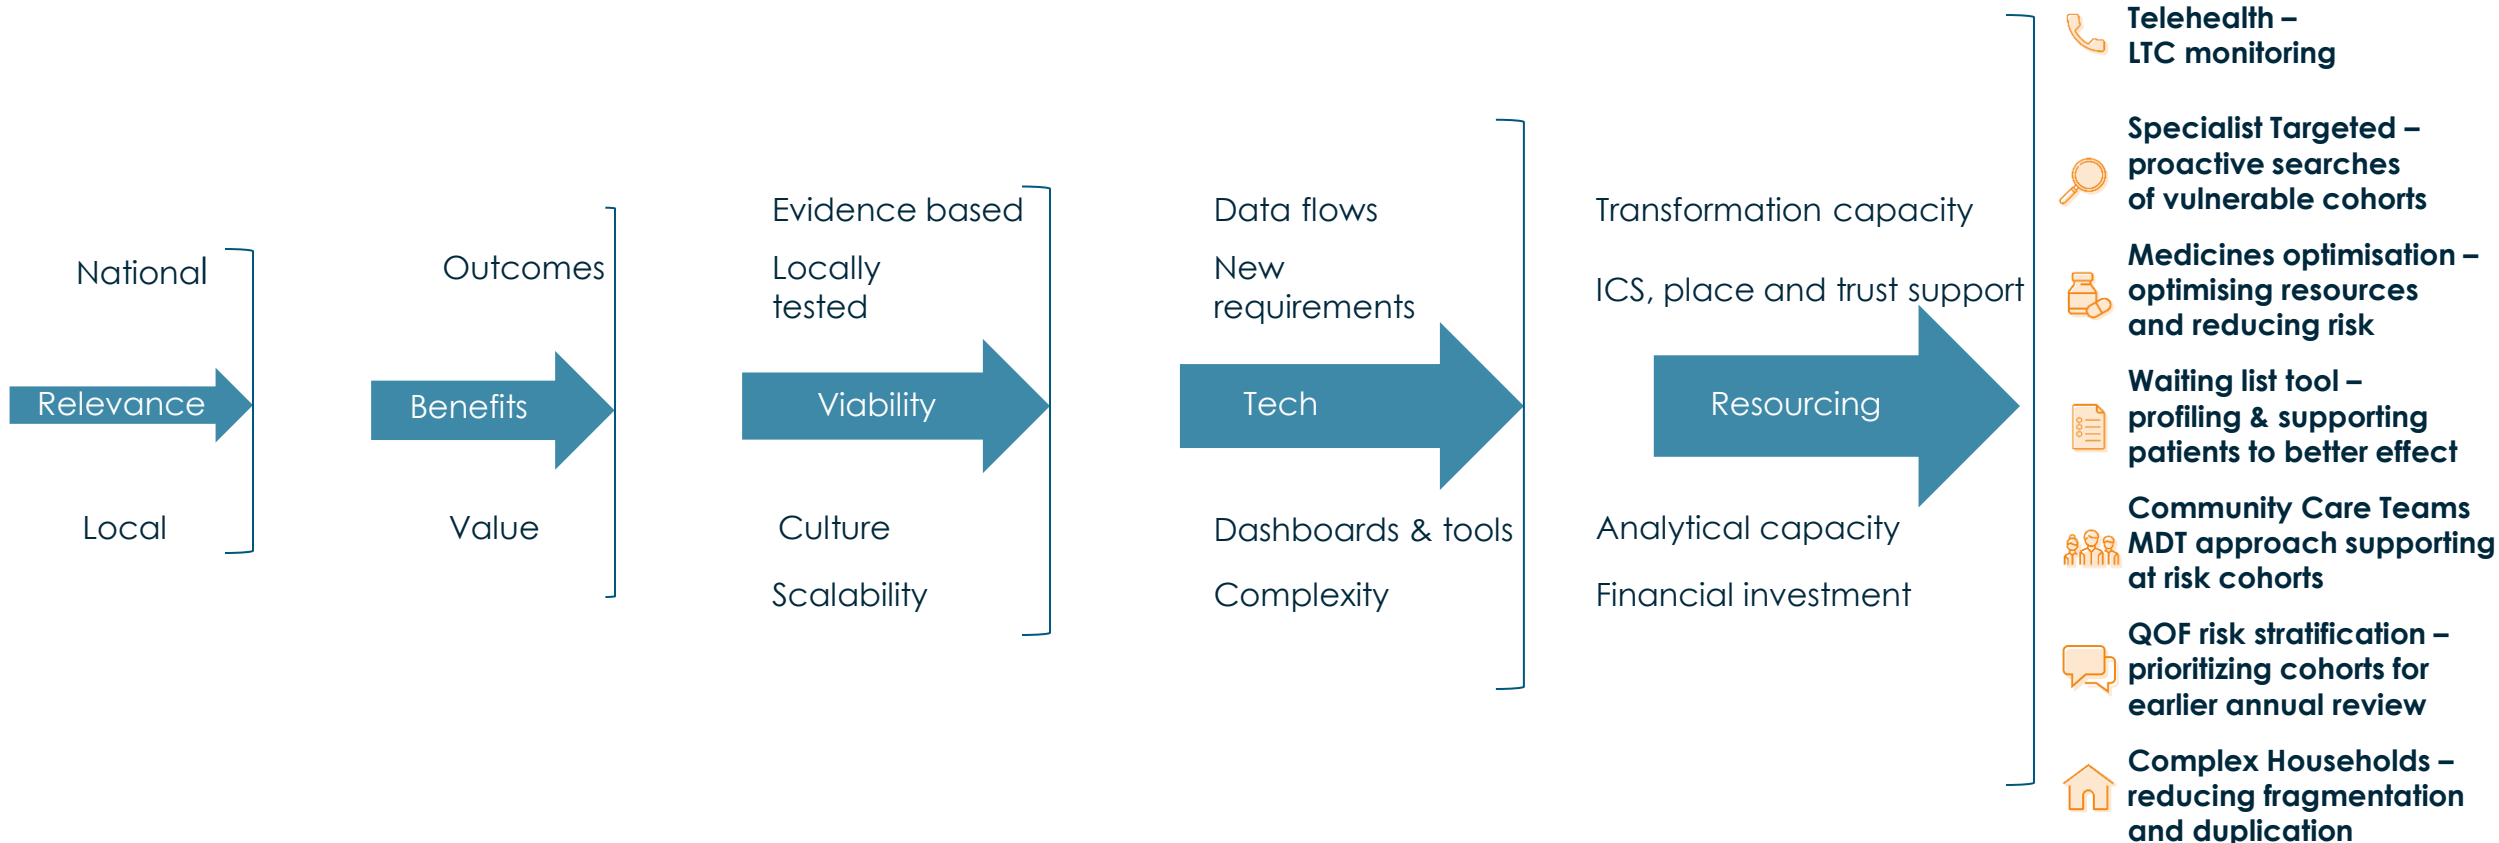 National
Relevance
Local
Outcomes
Benefits
Value
Evidence based
Locally
tested
Viability
Culture
Scalability
Data flows
New
requirements
Tech
Dashboards & tools
Complexity
Transformation capacity
ICS, place and trust support
Resourcing
Analytical capacity
Financial investment
Telehealth –
LTC monitoring
Specialist Targeted –
proactive searches
of vulnerable cohorts
Medicines optimisation –
optimising resources
and reducing risk
Waiting list tool –
profiling & supporting
patients to better effect
Community Care Teams
MDT approach supporting
at risk cohorts
QOF risk stratification –
prioritizing cohorts for
earlier annual review
Complex Households –
reducing fragmentation
and duplication